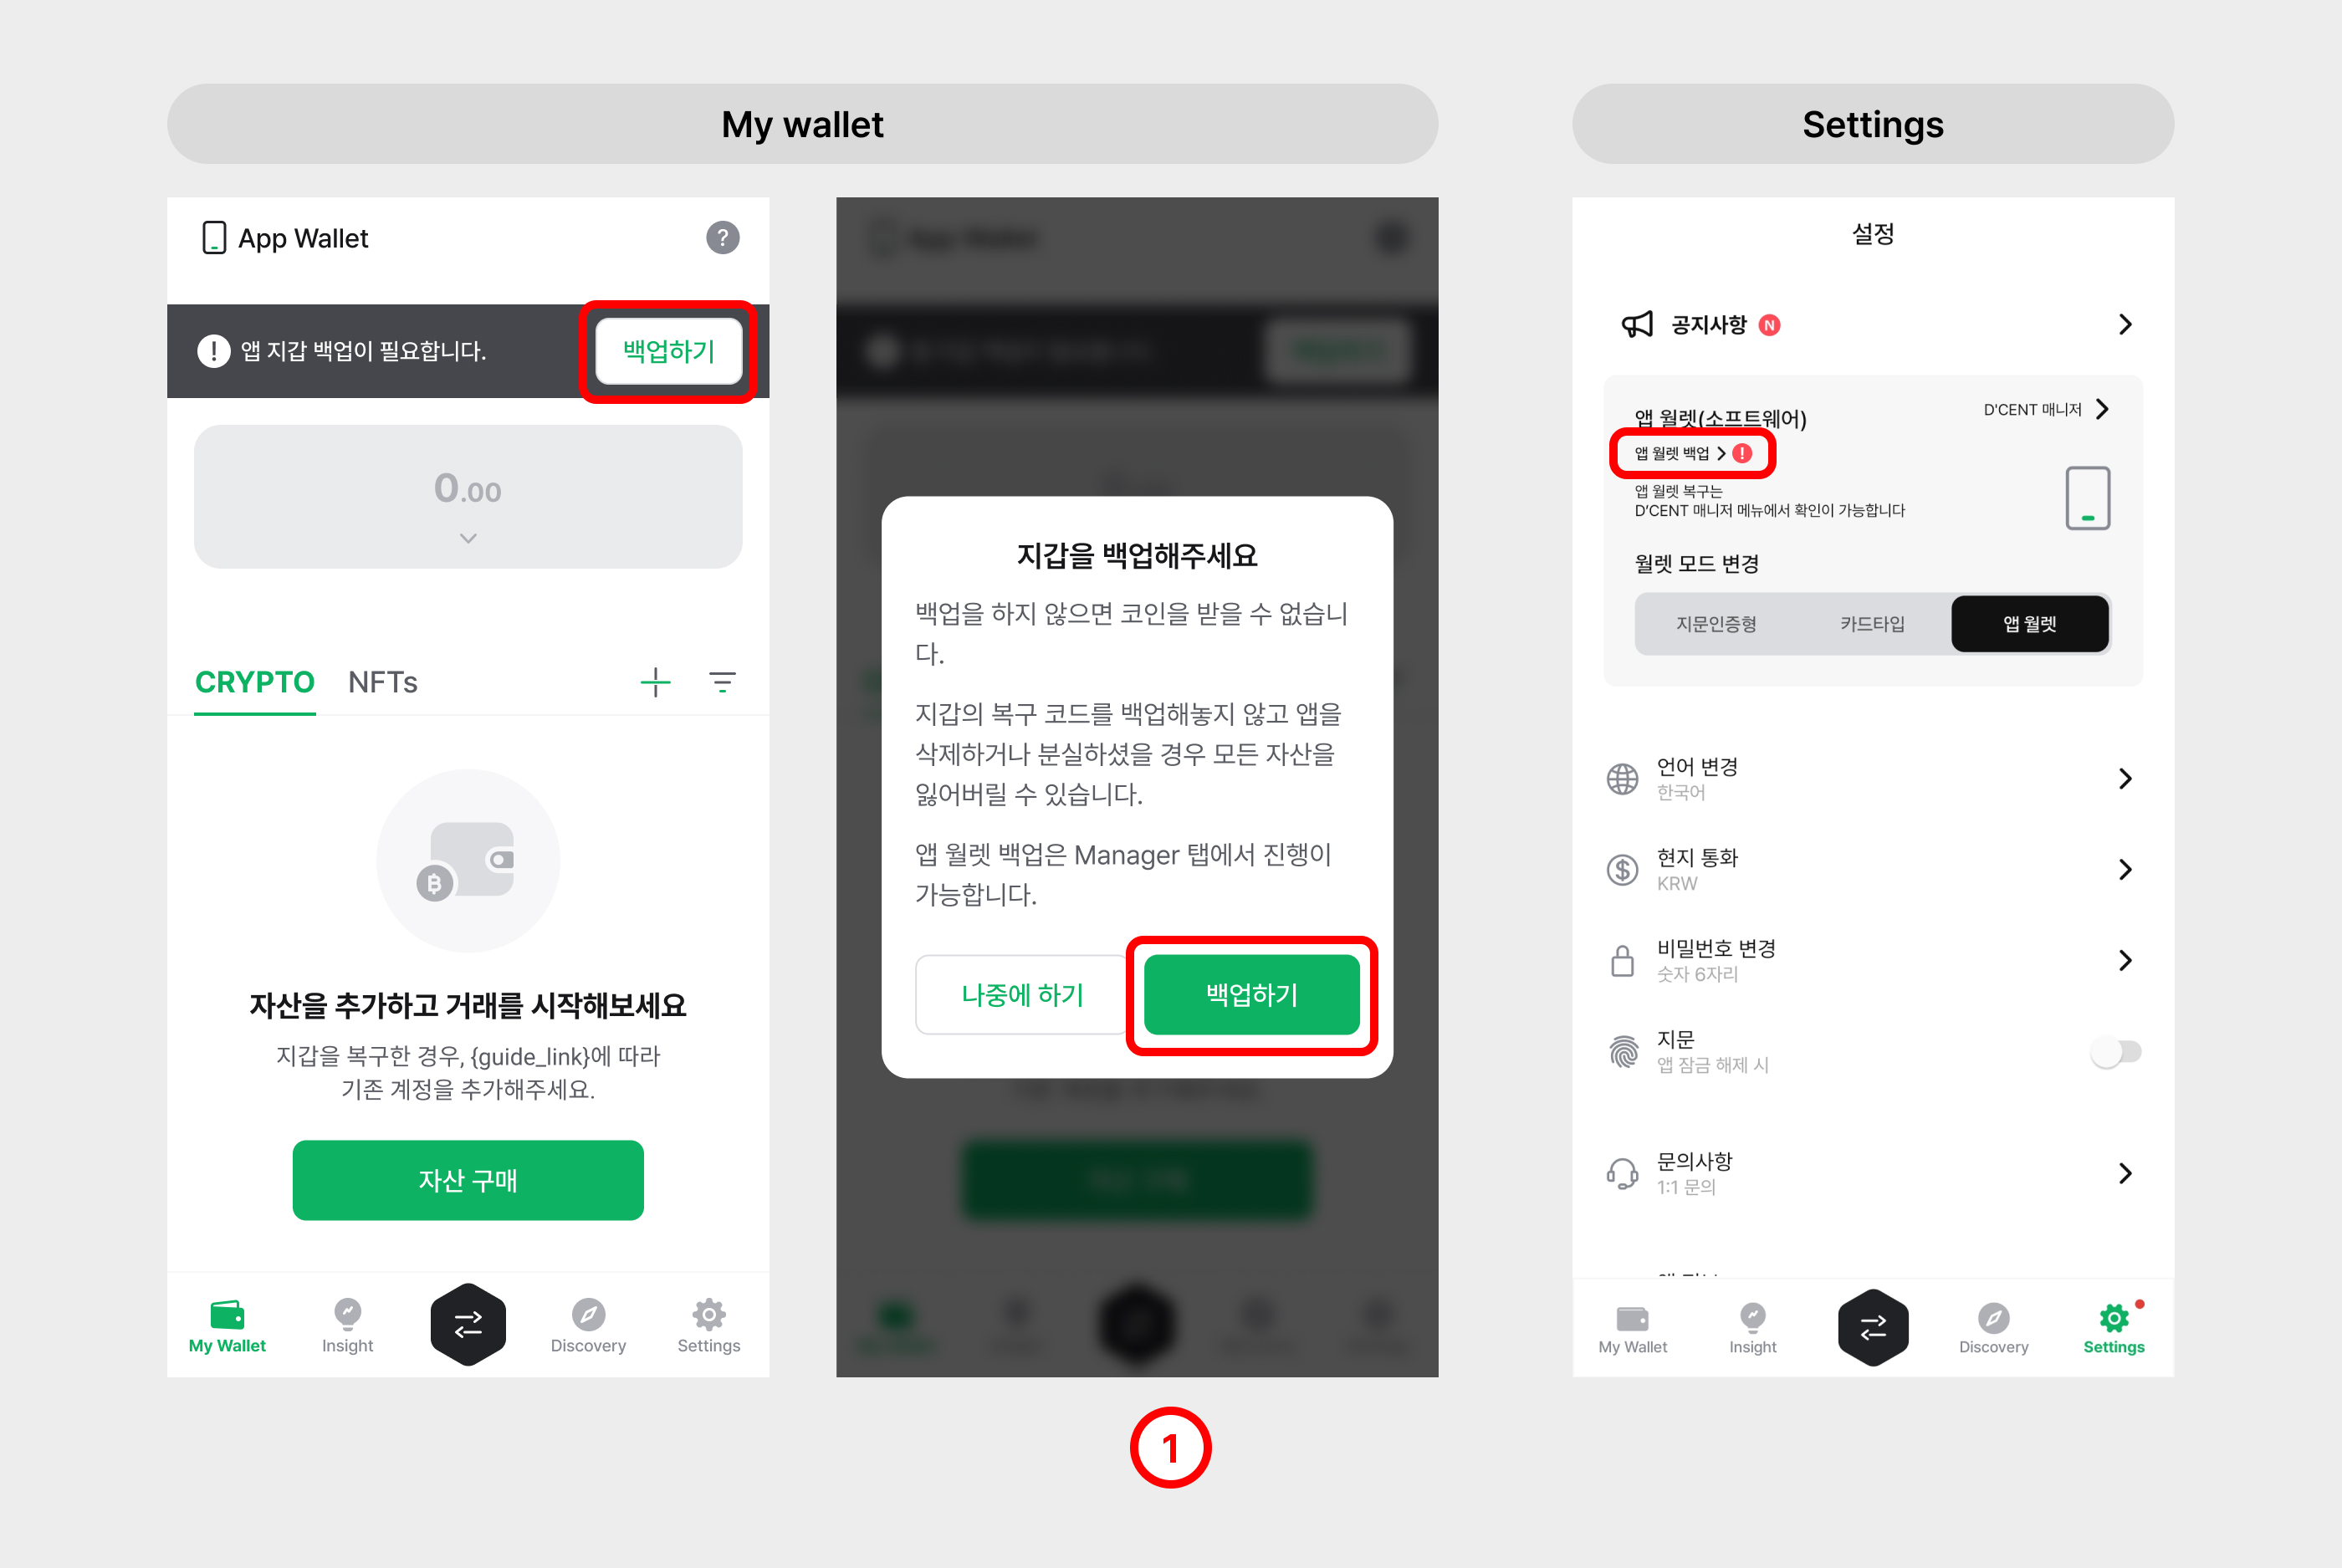 My wallet
App Wallet
?
! 앱 지갑 백업이 필요합니다.
백업하기
0.00
CRYPTO NFTs
자산을 추가하고 거래를 시작해보세요
지갑을 복구한 경우, {guide_link}에 따라
기존 계정을 추가해주세요.
자산 구매
My Wallet Insight Discovery Settings
지갑을 백업해주세요
백업을 하지 않으면 코인을 받을 수 없습니
다.
지갑의 복구 코드를 백업해놓지 않고 앱을
삭제하거나 분실하셨을 경우 모든 자산을
잃어버릴 수 있습니다.
앱 월렛 백업은 Manager 탭에서 진행이
가능합니다.
나중에 하기 백업하기
Settings
설정
공지사항 N
앱 월렛(소프트웨어)
D'CENT 매니저
앱 월렛 백업 !
앱 월렛 복구는
D'CENT 매니저 메뉴에서 확인이 가능합니다
월렛 모드 변경
지문인증형 카드타입 앱 월렛
언어 변경
한국어
현지 통화
KRW
비밀번호 변경
숫자 6자리
지문
앱 잠금 해제 시
문의사항
1:1 문의
My Wallet Insight Discovery Settings
1